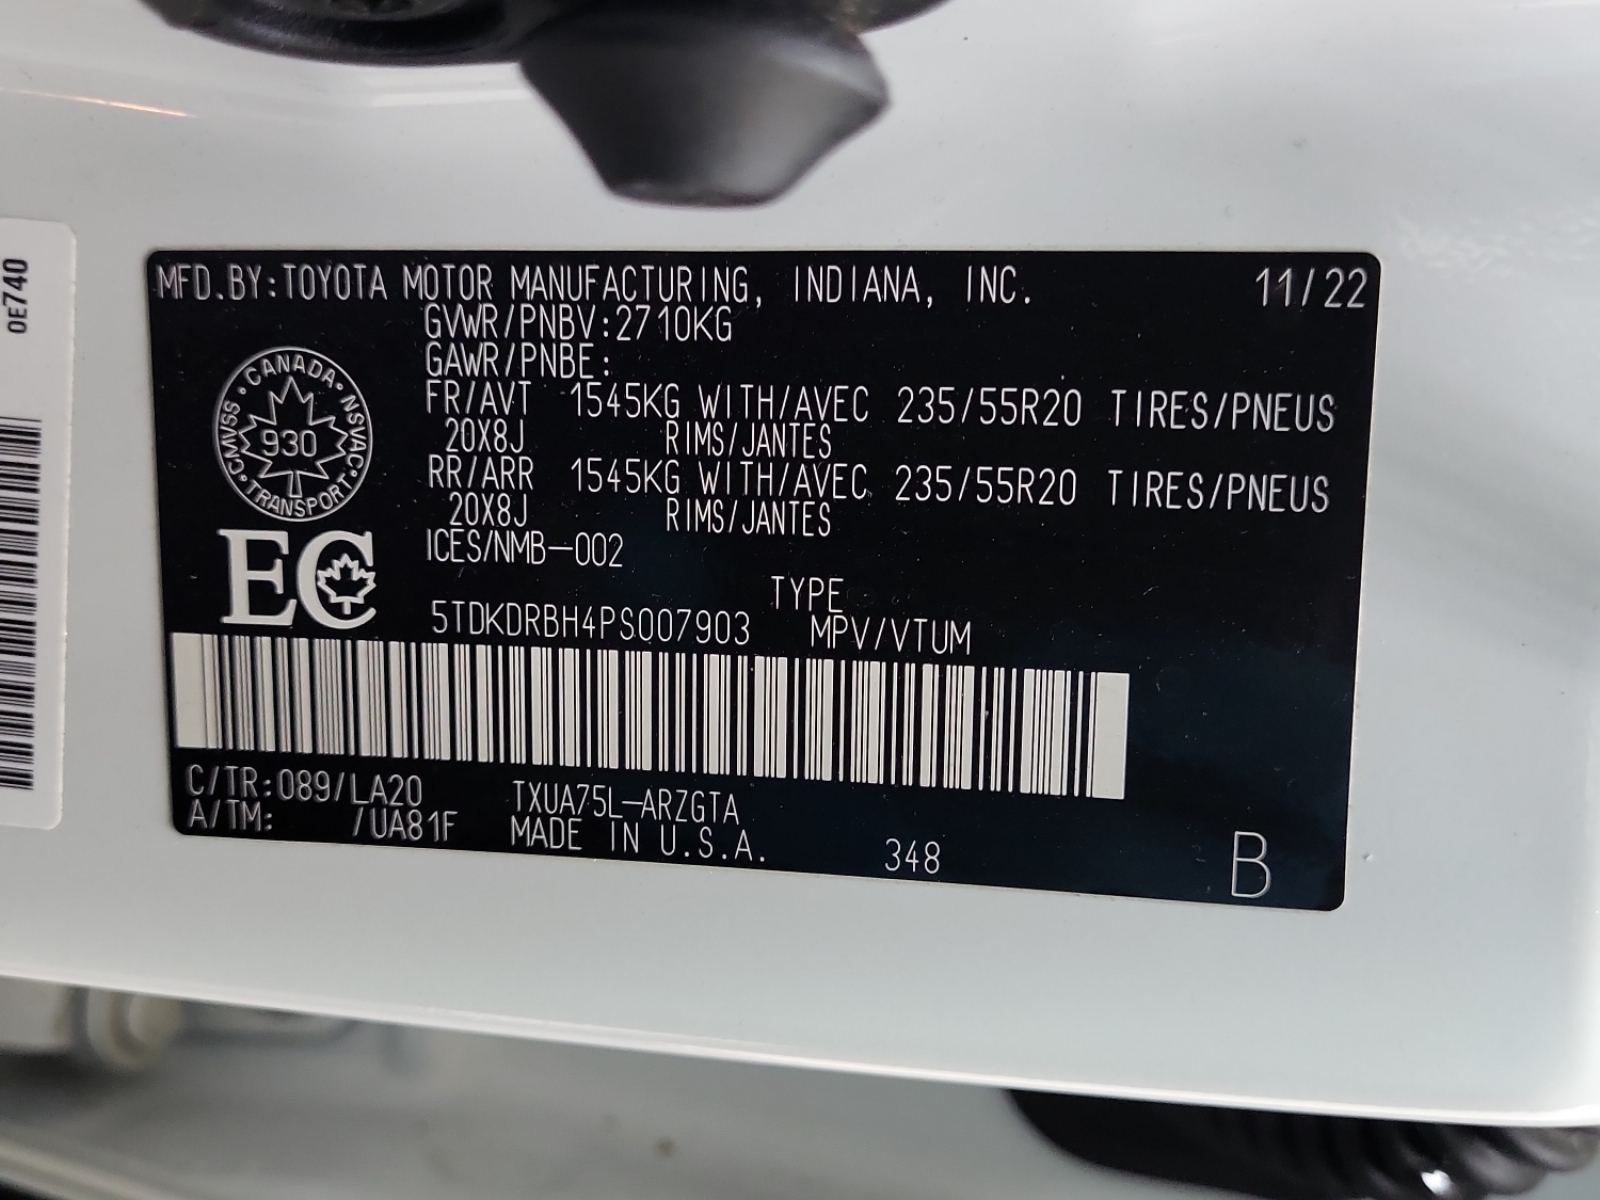 0E740
MFD.BY:TOYOTA MOTOR MANUFACTURING, INDIANA, INC. 11/22
GVWR/PNBV:2710KG
GAWR/PNBE:
FR/AVT 1545KG WITH/AVEC 235/55R20 TIRES/PNEUS
20X8J RIMS/JANTES
RR/ARR 1545KG WITH/AVEC 235/55R20 TIRES/PNEUS
20X8J RIMS/JANTES
ICES/NMB-002
CANADA • NSVAC • TRANSPORT • CMVSS •
930
EC
TYPE
5TDKDRBH4PS007903 MPV/VTUM
C/TR:089/LA20 TXUA75L-ARZGTA
A/TM: /UA81F MADE IN U.S.A. 348 B